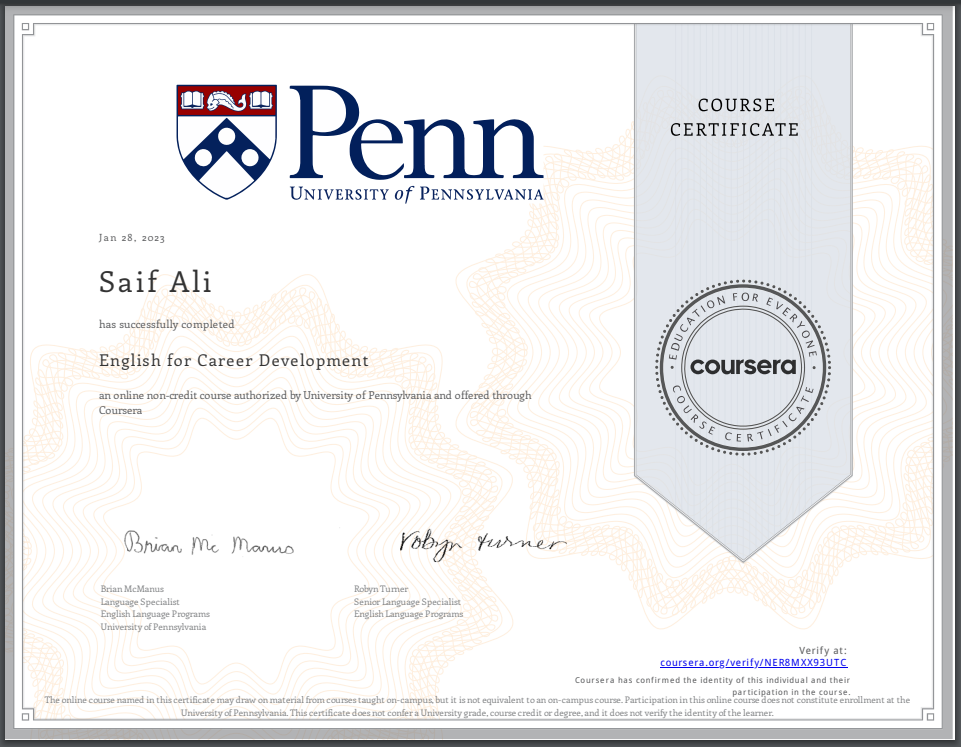 COURSE
CERTIFICATE
Penn
UNIVERSITY of PENNSYLVANIA
Jan 28, 2023
Saif Ali
has successfully completed
English for Career Development
an online non-credit course authorized by University of Pennsylvania and offered through
Coursera
EDUCATION FOR EVERYONE
coursera
COURSE CERTIFICATE
Brian Mc Manus
Robyn turner
Brian McManus
Language Specialist
English Language Programs
University of Pennsylvania
Robyn Turner
Senior Language Specialist
English Language Programs
Verify at:
coursera.org/verify/NER8MXX93UTC
Coursera has confirmed the identity of this individual and their
participation in the course.
The online course named in this certificate may draw on material from courses taught on-campus, but it is not equivalent to an on-campus course. Participation in this online course does not constitute enrollment at the
University of Pennsylvania. This certificate does not confer a University grade, course credit or degree, and it does not verify the identity of the learner.